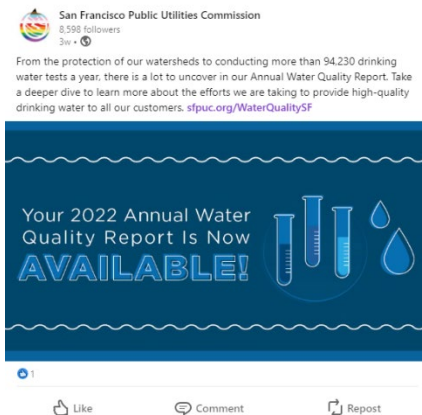 San Francisco Public Utilities Commission
8,598 followers
3w •
From the protection of our watersheds to conducting more than 94.230 drinking
water tests a year, there is a lot to uncover in our Annual Water Quality Report. Take
a deeper dive to learn more about the efforts we are taking to provide high-quality
drinking water to all our customers. sfpuc.org/WaterQualitySF
Your 2022 Annual Water
Quality Report Is Now
AVAILABLE!
1
Like Comment Repost